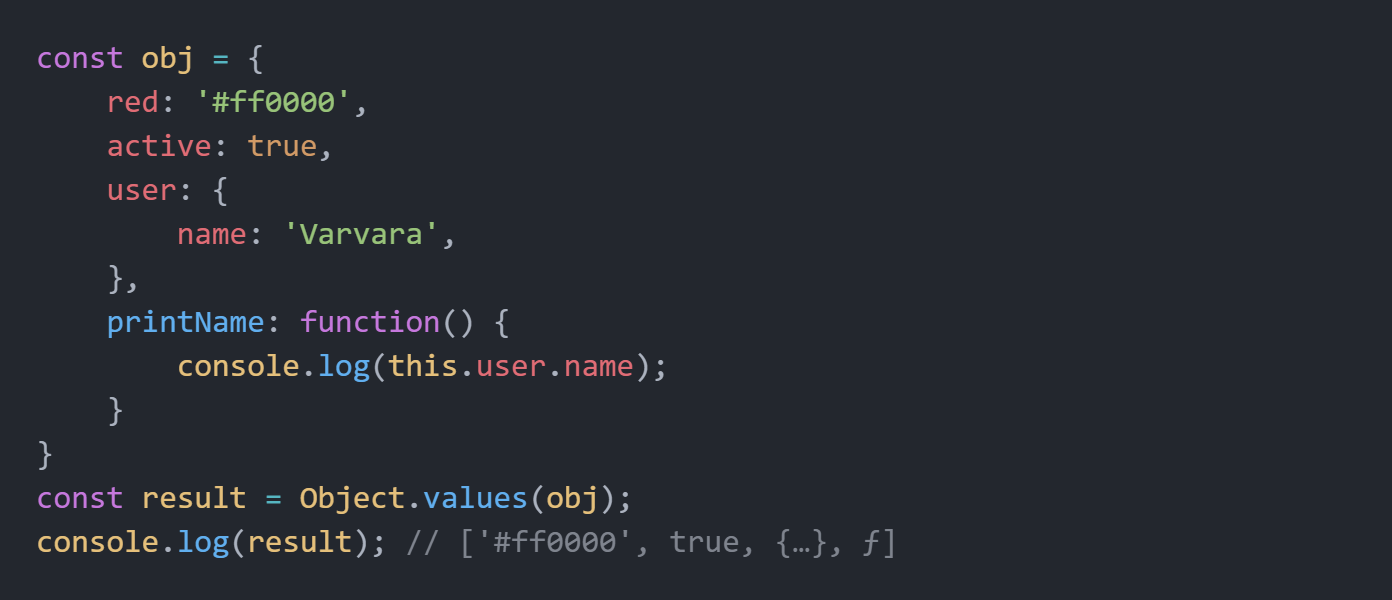 const obj = {
    red: '#ff0000',
    active: true,
    user: {
        name: 'Varvara',
    },
    printName: function() {
        console.log(this.user.name);
    }
}
const result = Object.values(obj);
console.log(result); // ['#ff0000', true, {…}, ƒ]